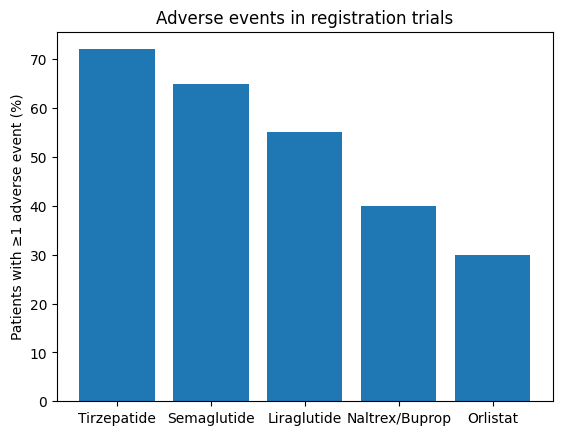 Adverse events in registration trials
Patients with ≥1 adverse event (%)
70
60
50
40
30
20
10
0
Tirzepatide Semaglutide Liraglutide Naltrex/Buprop Orlistat